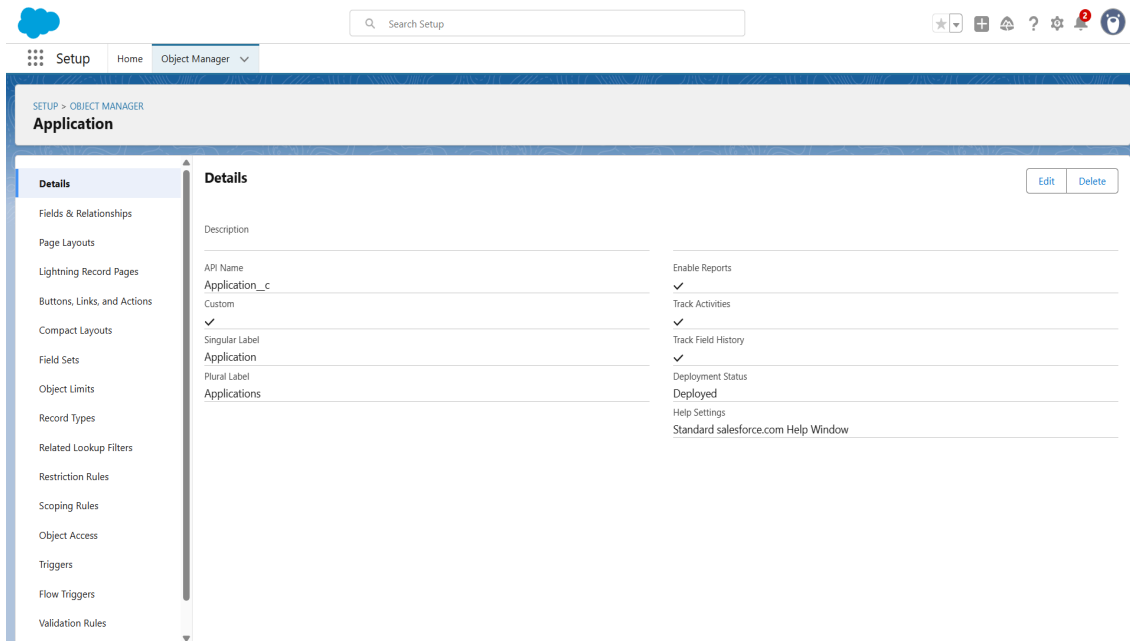 Search Setup
2
Setup
Home
Object Manager
SETUP > OBJECT MANAGER
Application
Details
Fields & Relationships
Page Layouts
Lightning Record Pages
Buttons, Links, and Actions
Compact Layouts
Field Sets
Object Limits
Record Types
Related Lookup Filters
Restriction Rules
Scoping Rules
Object Access
Triggers
Flow Triggers
Validation Rules
Details
Edit
Delete
Description
API Name
Application__c
Custom
Singular Label
Application
Plural Label
Applications
Enable Reports
Track Activities
Track Field History
Deployment Status
Deployed
Help Settings
Standard salesforce.com Help Window